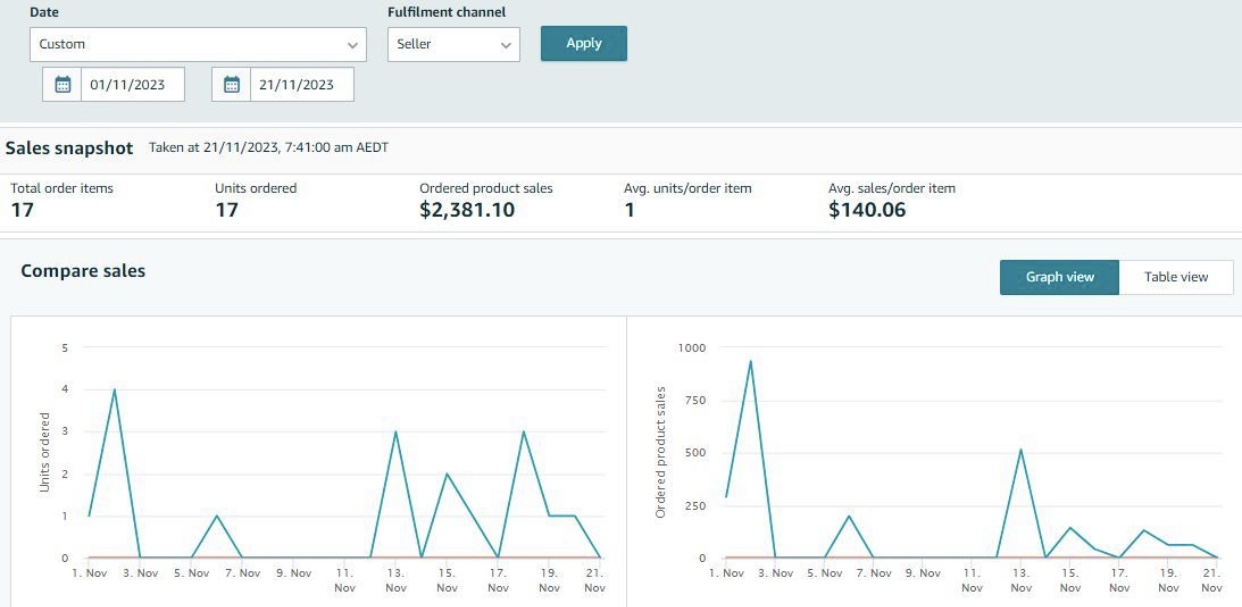 Date
Fulfilment channel
Custom
Seller
Apply
01/11/2023
21/11/2023
Sales snapshot
Taken at 21/11/2023, 7:41:00 am AEDT
Total order items
Units ordered
Ordered product sales
Avg. units/order item
Avg. sales/order item
17
17
$2,381.10
1
$140.06
Compare sales
Graph view
Table view
Units ordered
5
4
3
2
1
0
1. Nov
3. Nov
5. Nov
7. Nov
9. Nov
11. Nov
13. Nov
15. Nov
17. Nov
19. Nov
21. Nov
Ordered product sales
1000
750
500
250
0
1. Nov
3. Nov
5. Nov
7. Nov
9. Nov
11. Nov
13. Nov
15. Nov
17. Nov
19. Nov
21. Nov